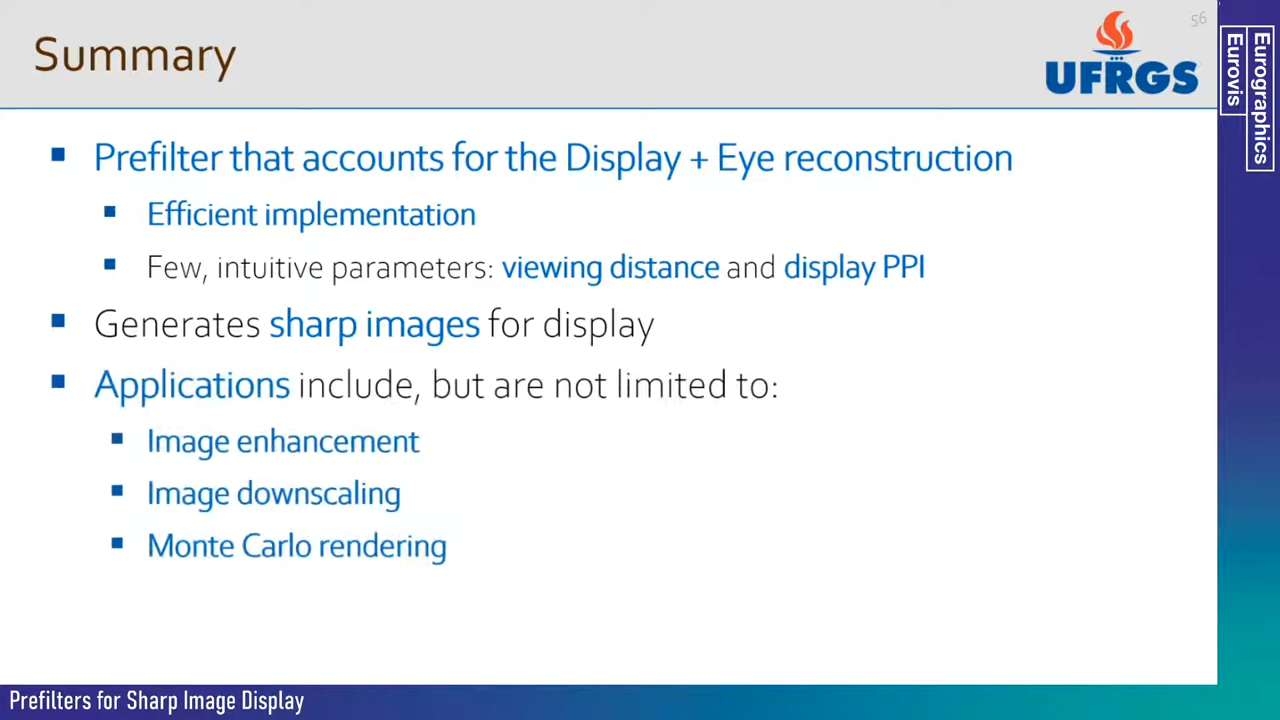 56
Summary
UFRGS
Eurographics
Eurovis
▪ Prefilter that accounts for the Display + Eye reconstruction
▪ Efficient implementation
▪ Few, intuitive parameters: viewing distance and display PPI
▪ Generates sharp images for display
▪ Applications include, but are not limited to:
▪ Image enhancement
▪ Image downscaling
▪ Monte Carlo rendering
Prefilters for Sharp Image Display